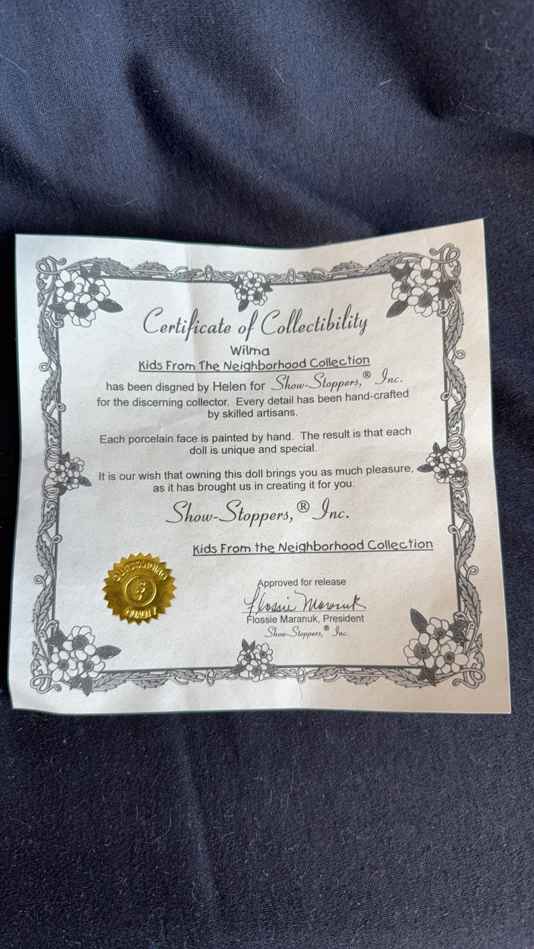 Certificate of Collectibility
Wilma
Kids From The Neighborhood Collection
has been disgned by Helen for Show-Stoppers,® Inc.
for the discerning collector. Every detail has been hand-crafted
by skilled artisans.
Each porcelain face is painted by hand. The result is that each
doll is unique and special.
It is our wish that owning this doll brings you as much pleasure,
as it has brought us in creating it for you.
Show-Stoppers,® Inc.
Kids From the Neighborhood Collection
Approved for release
Flossie Maranuk
Flossie Maranuk, President
Show-Stoppers,® Inc.
QUALITY